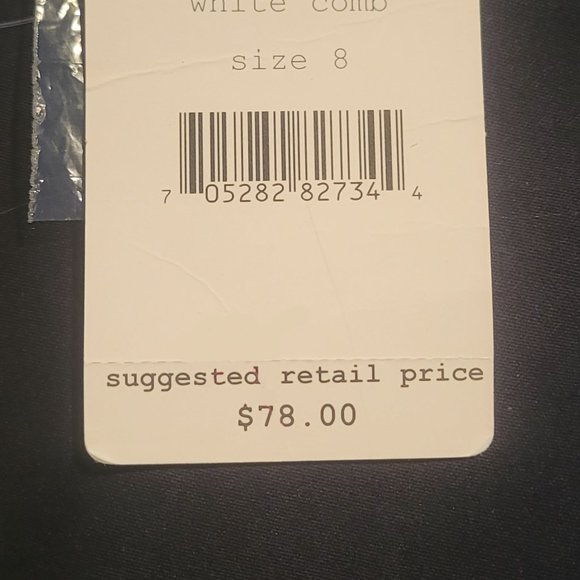 white comb
size 8
7 05282 82734 4
suggested retail price
$78.00